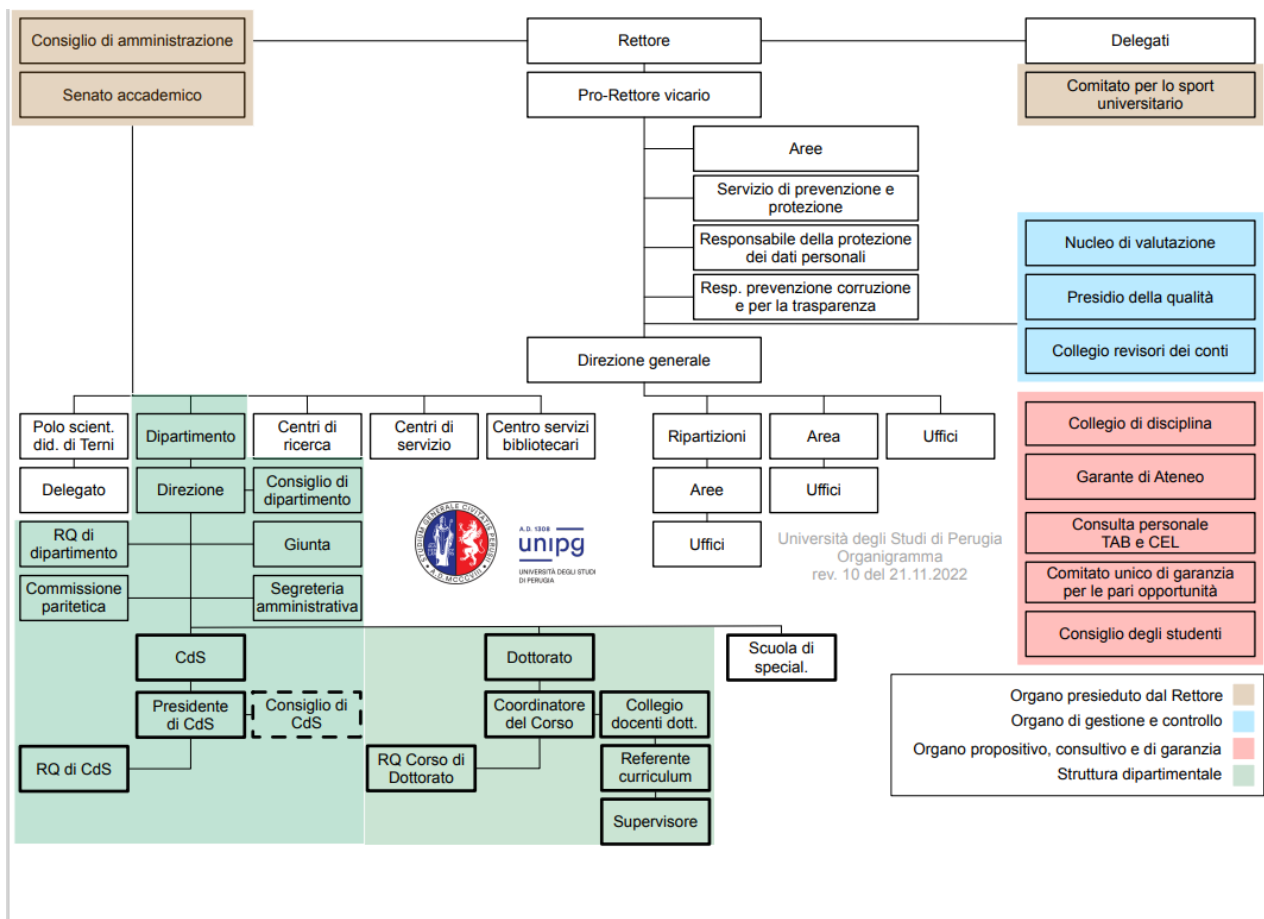 Consiglio di amministrazione
Rettore
Delegati
Senato accademico
Pro-Rettore vicario
Comitato per lo sport
universitario
Aree
Servizio di prevenzione e
protezione
Responsabile della protezione
dei dati personali
Resp. prevenzione corruzione
e per la trasparenza
Nucleo di valutazione
Presidio della qualità
Collegio revisori dei conti
Direzione generale
Polo scient.
did. di Terni
Dipartimento
Centri di
ricerca
Centri di
servizio
Centro servizi
bibliotecari
Ripartizioni
Area
Uffici
Collegio di disciplina
Delegato
Direzione
Consiglio di
dipartimento
Aree
Uffici
Garante di Ateneo
RQ di
dipartimento
Giunta
STUDIUM GENERALE CIVITATIS PERUSII
A.D. MCCCVIII
A.D. 1308
unipg
UNIVERSITÀ DEGLI STUDI
DI PERUGIA
Uffici
Università degli Studi di Perugia
Organigramma
rev. 10 del 21.11.2022
Consulta personale
TAB e CEL
Commissione
paritetica
Segreteria
amministrativa
Comitato unico di garanzia
per le pari opportunità
Consiglio degli studenti
CdS
Dottorato
Scuola di
special.
Presidente
di CdS
Consiglio di
CdS
Coordinatore
del Corso
Collegio
docenti dott.
RQ di CdS
RQ Corso di
Dottorato
Referente
curriculum
Supervisore
Organo presieduto dal Rettore
Organo di gestione e controllo
Organo propositivo, consultivo e di garanzia
Struttura dipartimentale